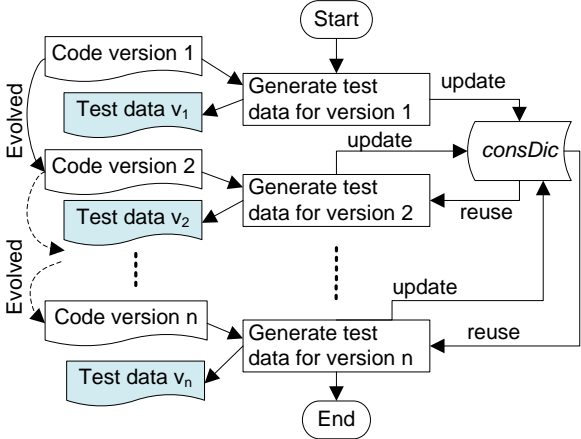 Start
Code version 1
Generate test
data for version 1
update
Test data v₁
Evolved
update
consDic
Code version 2
Generate test
data for version 2
reuse
Test data v₂
Evolved
update
Code version n
Generate test
data for version n
reuse
Test data vₙ
End